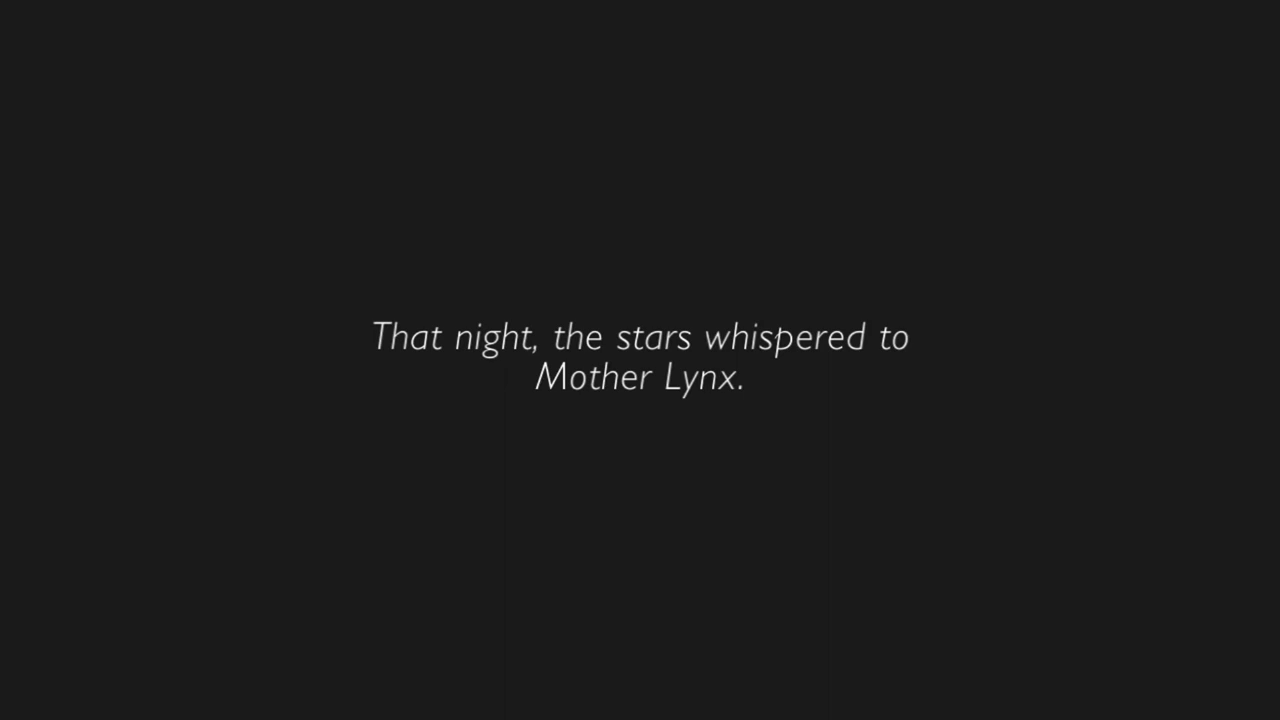 That night, the stars whispered to
Mother Lynx.